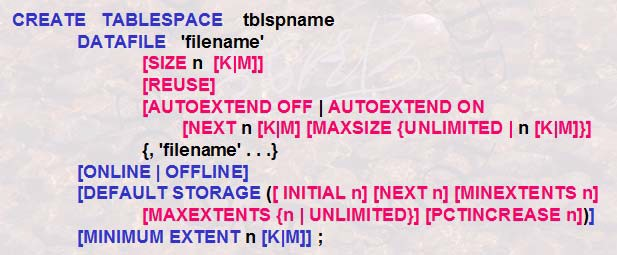 CREATE TABLESPACE tblspname
DATAFILE 'filename'
[SIZE n [K|M]]
[REUSE]
[AUTOEXTEND OFF | AUTOEXTEND ON
[NEXT n [K|M] [MAXSIZE {UNLIMITED | n [K|M]}]
{, 'filename' . . .}
[ONLINE | OFFLINE]
[DEFAULT STORAGE ([ INITIAL n] [NEXT n] [MINEXTENTS n]
[MAXEXTENTS {n | UNLIMITED}] [PCTINCREASE n])]
[MINIMUM EXTENT n [K|M]] ;